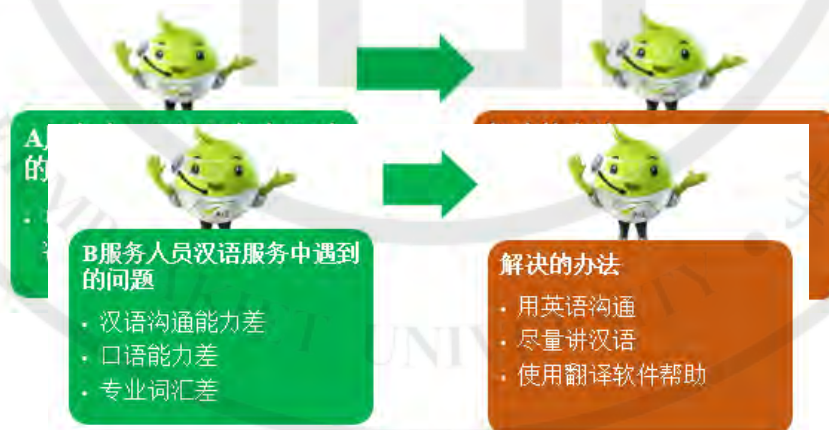 A
的
B服务人员汉语服务中遇到
的问题
• 汉语沟通能力差
• 口语能力差
• 专业词汇差
解决的办法
• 用英语沟通
• 尽量讲汉语
• 使用翻译软件帮助